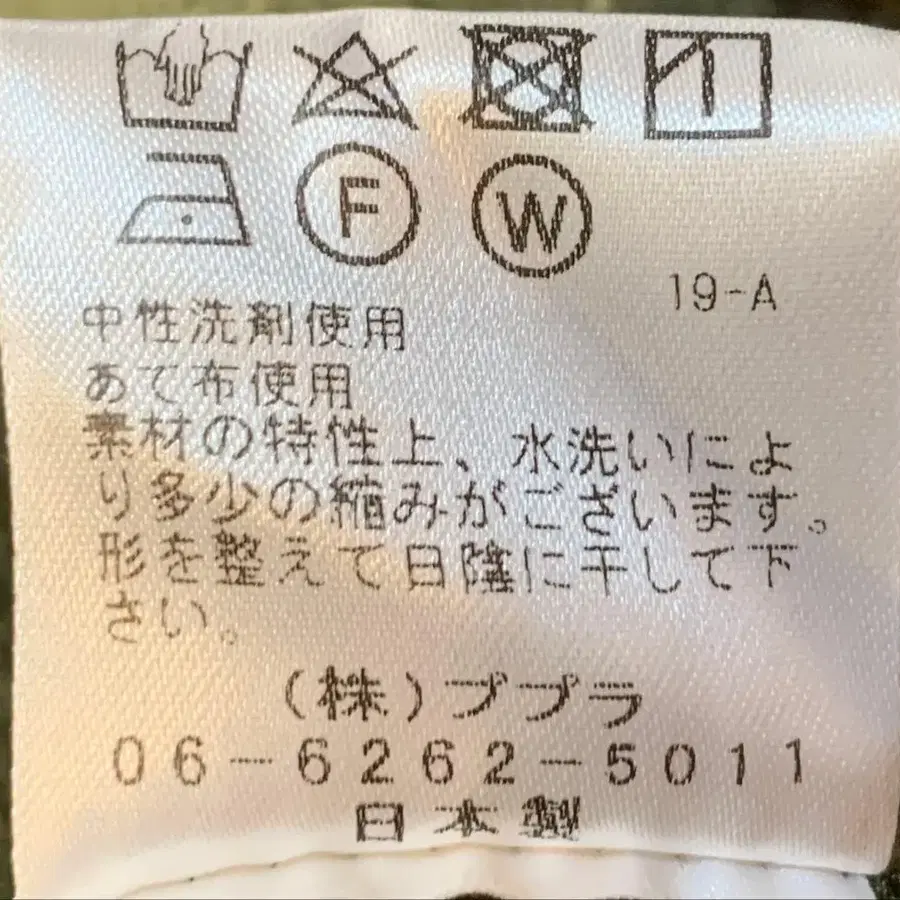 F W
19-A
中性洗剤使用
あて布使用
素材の特性上、水洗いによ
り多少の縮みがございます。
形を整えて日陰に干して下
さい。
(株)ププラ
06-6262-5011
日本製